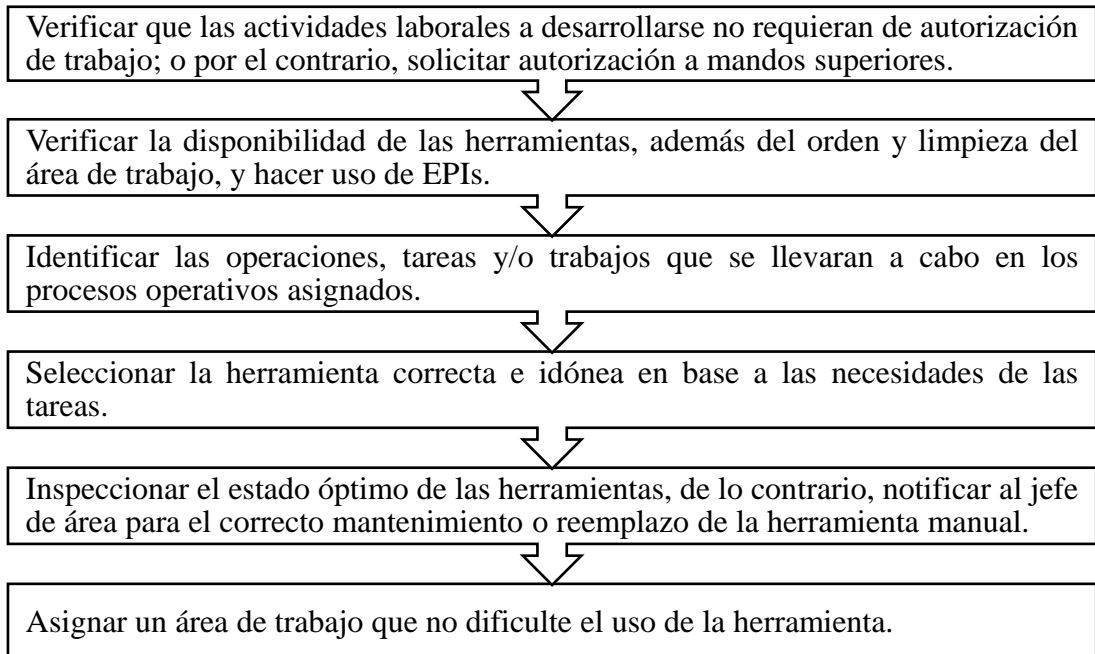 Verificar que las actividades laborales a desarrollarse no requieran de autorización
de trabajo; o por el contrario, solicitar autorización a mandos superiores.
Verificar la disponibilidad de las herramientas, además del orden y limpieza del
área de trabajo, y hacer uso de EPIs.
Identificar las operaciones, tareas y/o trabajos que se llevaran a cabo en los
procesos operativos asignados.
Seleccionar la herramienta correcta e idónea en base a las necesidades de las
tareas.
Inspeccionar el estado óptimo de las herramientas, de lo contrario, notificar al jefe
de área para el correcto mantenimiento o reemplazo de la herramienta manual.
Asignar un área de trabajo que no dificulte el uso de la herramienta.